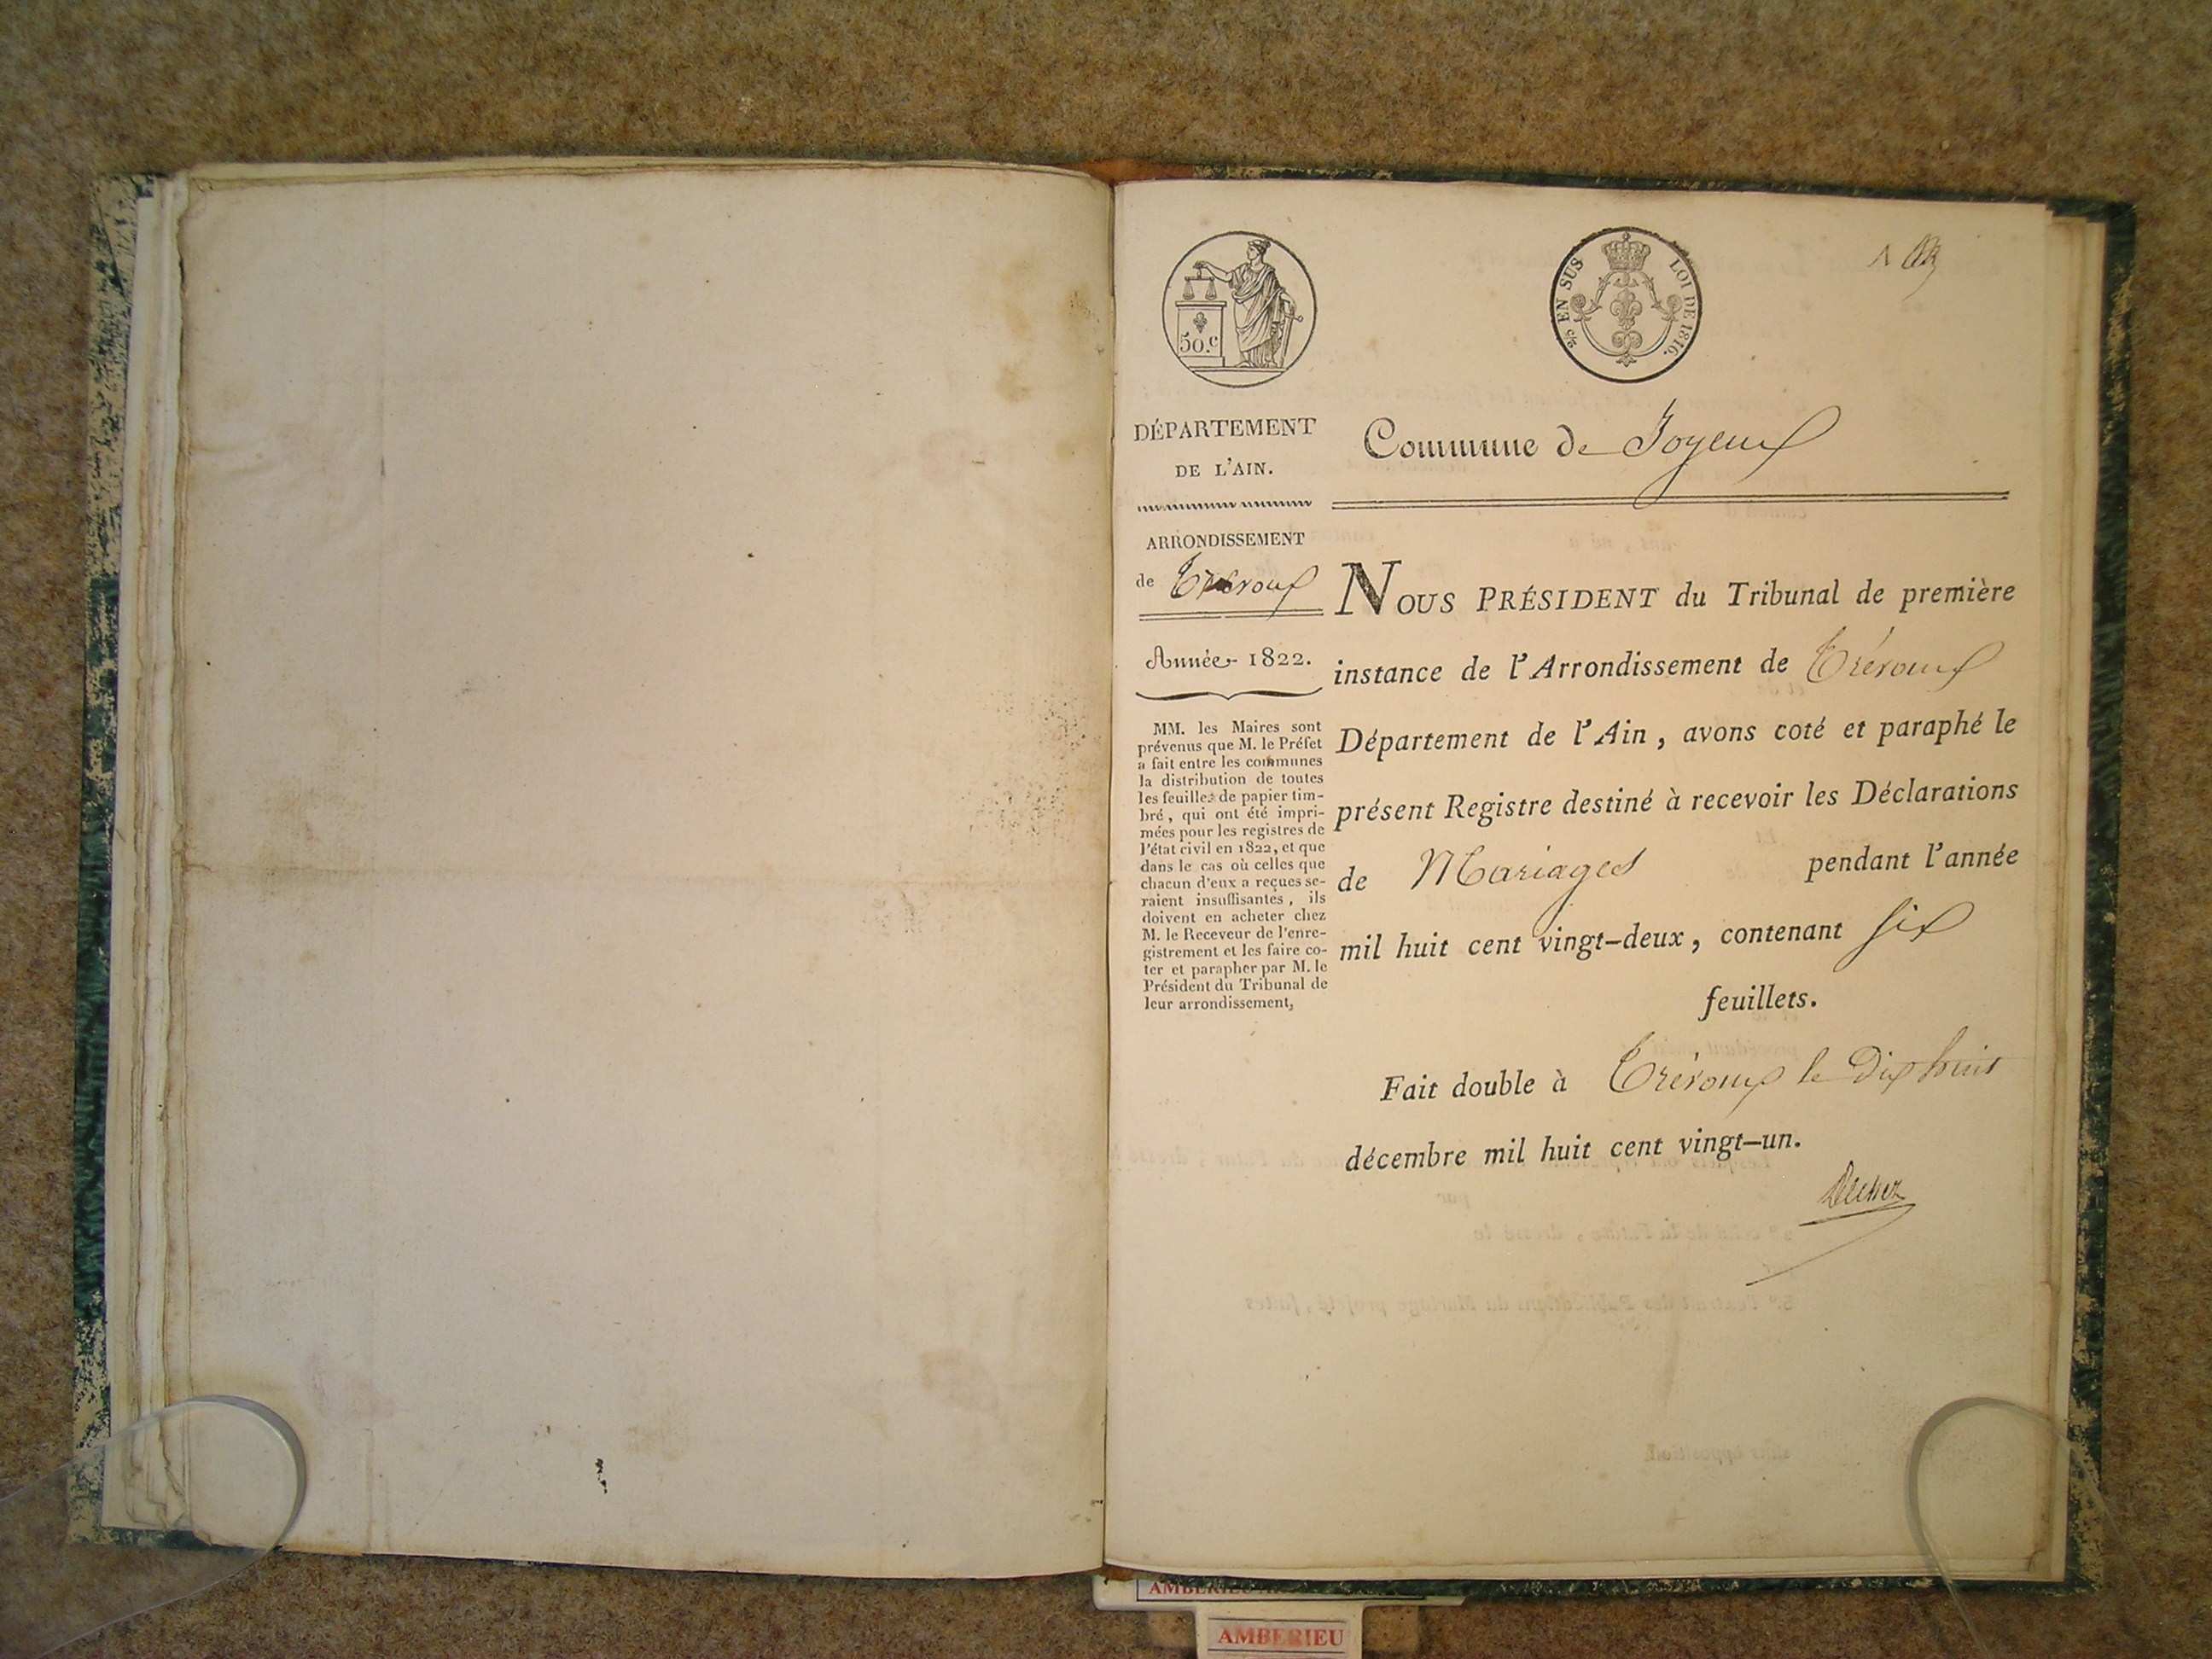 50.c
2/5 EN SUS LOI DE 1816.
1
DÉPARTEMENT
DE L'AIN.
ARRONDISSEMENT
de Trévoux
Année 1822.
MM. les Maires sont
prévenus que M. le Préfet
a fait entre les communes
la distribution de toutes
les feuilles de papier tim-
bré, qui ont été impri-
mées pour les registres de
l'état civil en 1822, et que
dans le cas où celles que
chacun d'eux a reçues se-
raient insuffisantes, ils
doivent en acheter chez
M. le Receveur de l'enre-
gistrement et les faire co-
ter et parapher par M. le
Président du Tribunal de
leur arrondissement,
Commune de Joyeux
NOUS PRÉSIDENT du Tribunal de première
instance de l'Arrondissement de Trévoux
Département de l'Ain, avons coté et paraphé le
présent Registre destiné à recevoir les Déclarations
de Mariages pendant l'année
mil huit cent vingt-deux, contenant six
feuillets.
Fait double à Trévoux le dix huit
décembre mil huit cent vingt-un.
AMBERIEU
AMBERIEU